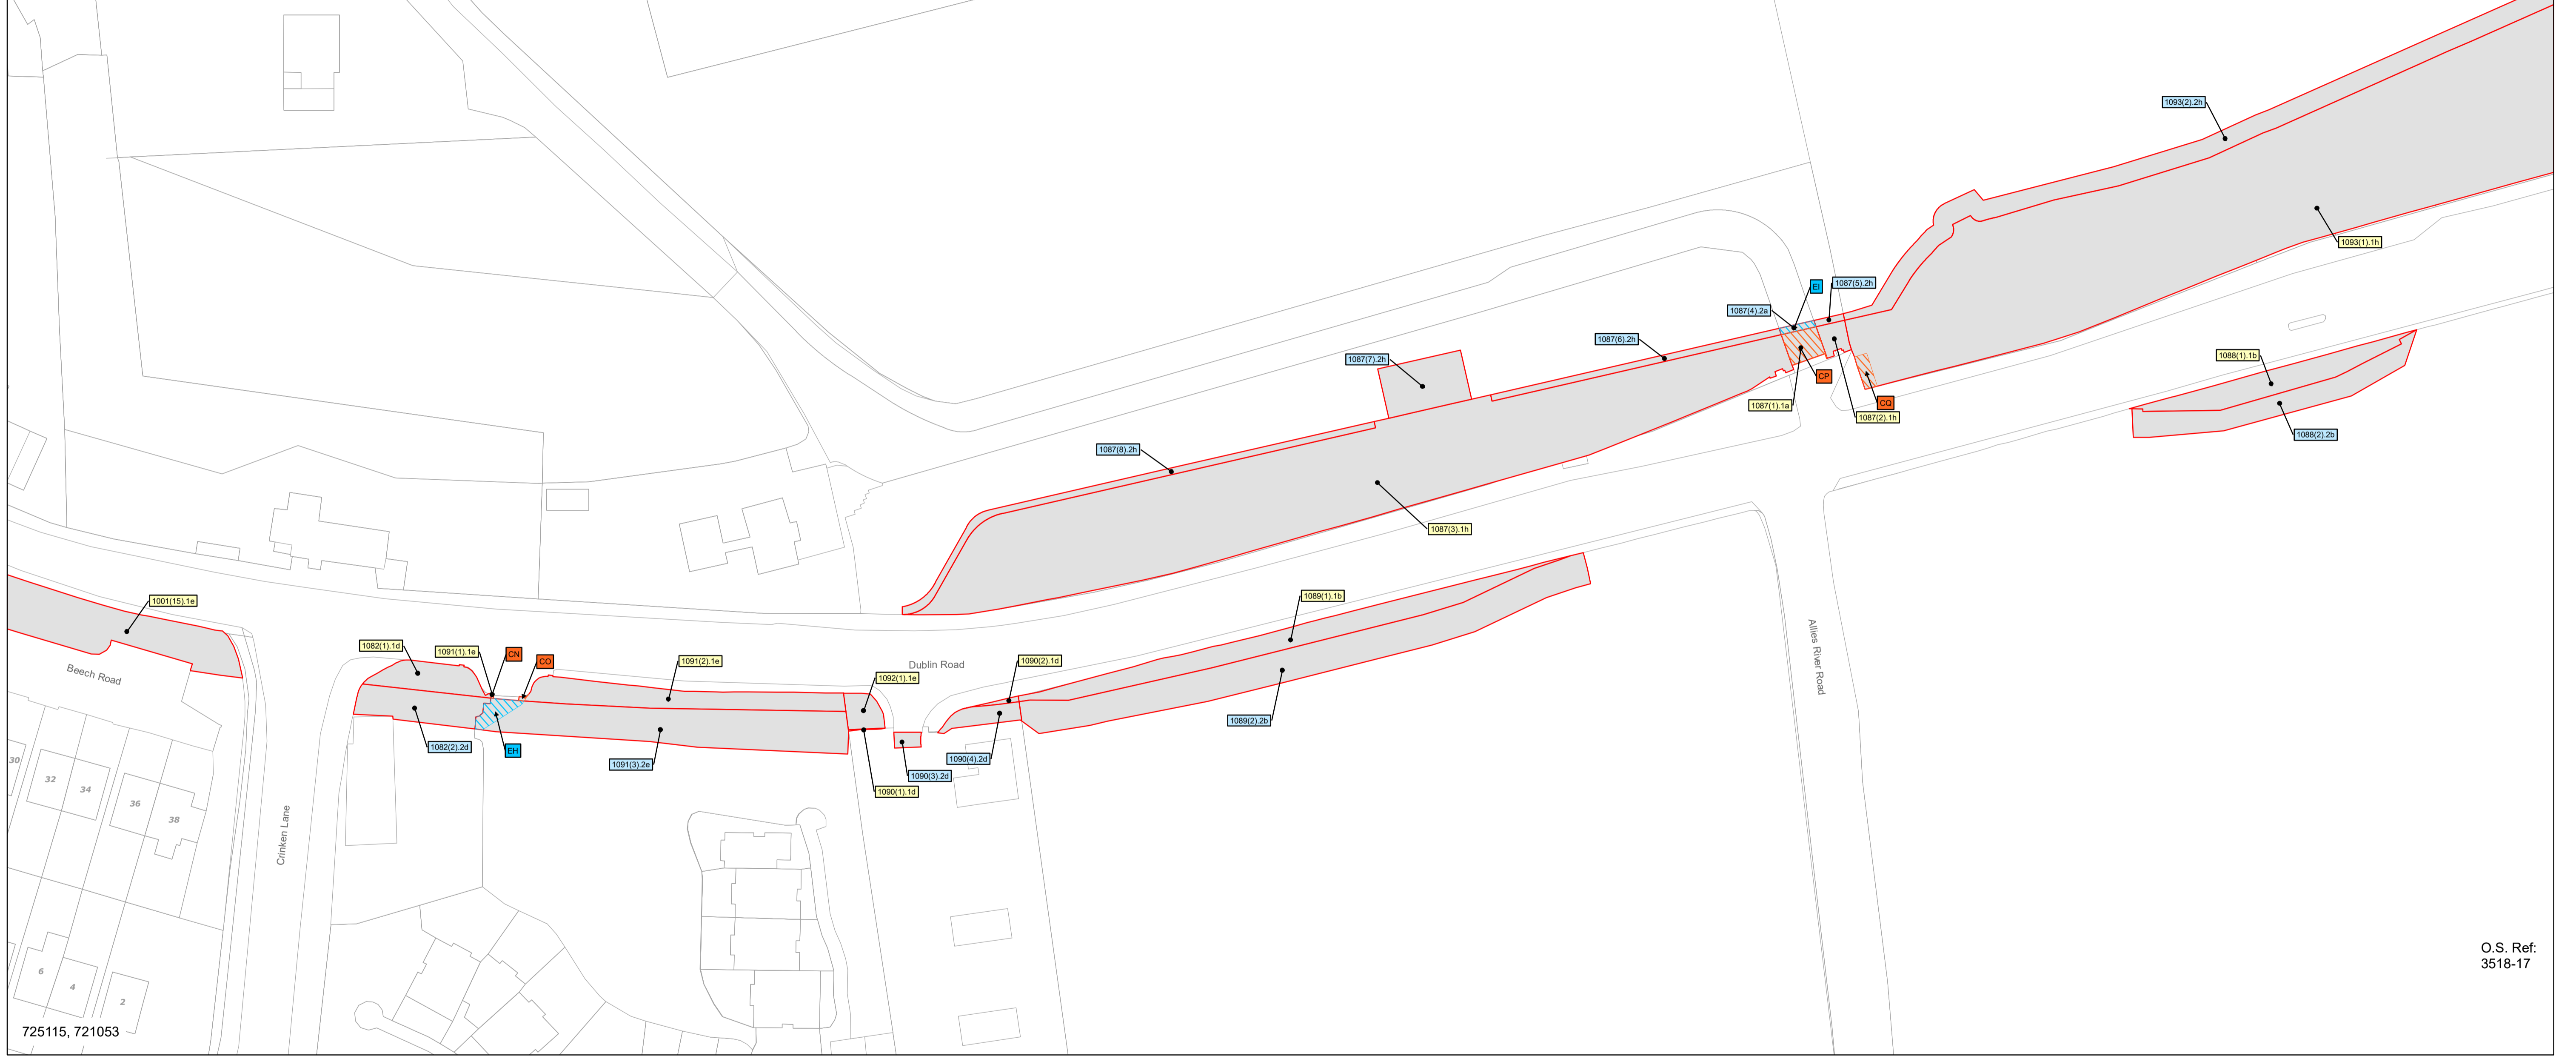 1093(2).2h
1093(1).1h
EI
1087(5).2h
1087(4).2a
1087(6).2h
1087(7).2h
1088(1).1b
CP
CQ
1087(1).1a
1087(2).1h
1088(2).2b
1087(8).2h
1087(3).1h
1001(15).1e
1089(1).1b
Beech Road
1082(1).1d
1091(1).1e
CN
CO
1091(2).1e
1092(1).1e
Dublin Road
1090(2).1d
Allies River Road
1089(2).2b
1082(2).2d
EH
1091(3).2e
1090(4).2d
1090(3).2d
1090(1).1d
30
32
34
36
38
Crinken Lane
6
4
2
O.S. Ref:
3518-17
725115, 721053